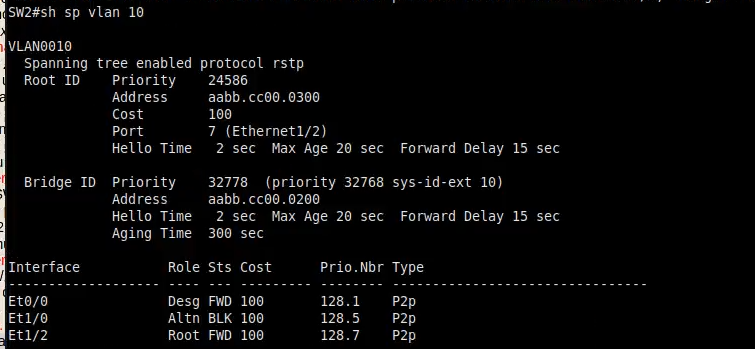 SW2#sh sp vlan 10
VLAN0010
Spanning tree enabled protocol rstp
Root ID Priority 24586
Address aabb.cc00.0300
Cost 100
Port 7 (Ethernet1/2)
Hello Time 2 sec Max Age 20 sec Forward Delay 15 sec
Bridge ID Priority 32778 (priority 32768 sys-id-ext 10)
Address aabb.cc00.0200
Hello Time 2 sec Max Age 20 sec Forward Delay 15 sec
Aging Time 300 sec
Interface Role Sts Cost Prio.Nbr Type
------------------- ---- --- --------- -------- --------------------------------
Et0/0 Desg FWD 100 128.1 P2p
Et1/0 Altn BLK 100 128.5 P2p
Et1/2 Root FWD 100 128.7 P2p